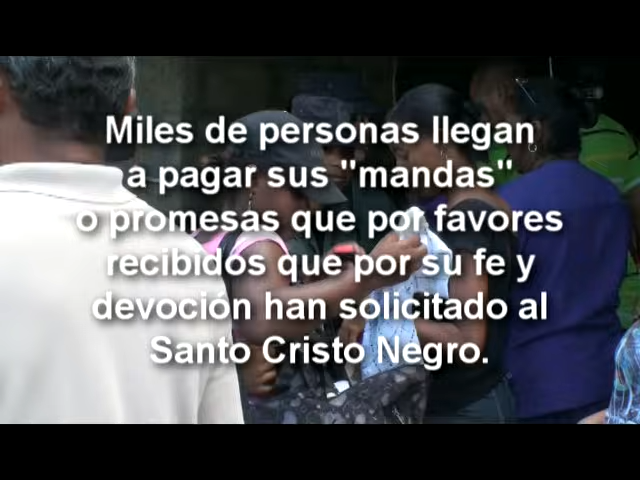 Miles de personas llegan
a pagar sus "mandas"
o promesas que por favores
recibidos que por su fe y
devoción han solicitado al
Santo Cristo Negro.